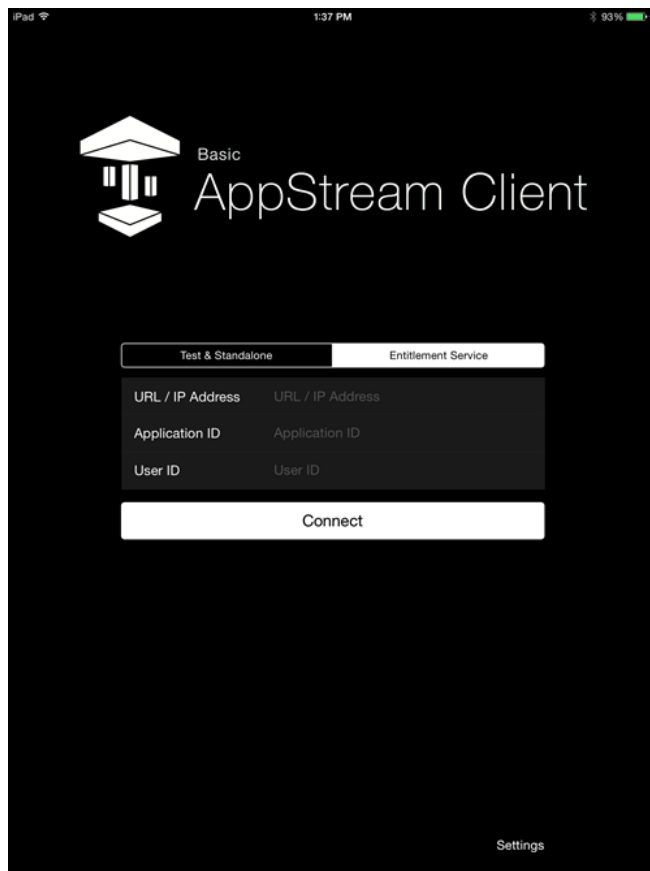 iPad 1:37 PM 93%
Basic
AppStream Client
Test & Standalone Entitlement Service
URL / IP Address URL / IP Address
Application ID Application ID
User ID User ID
Connect
Settings